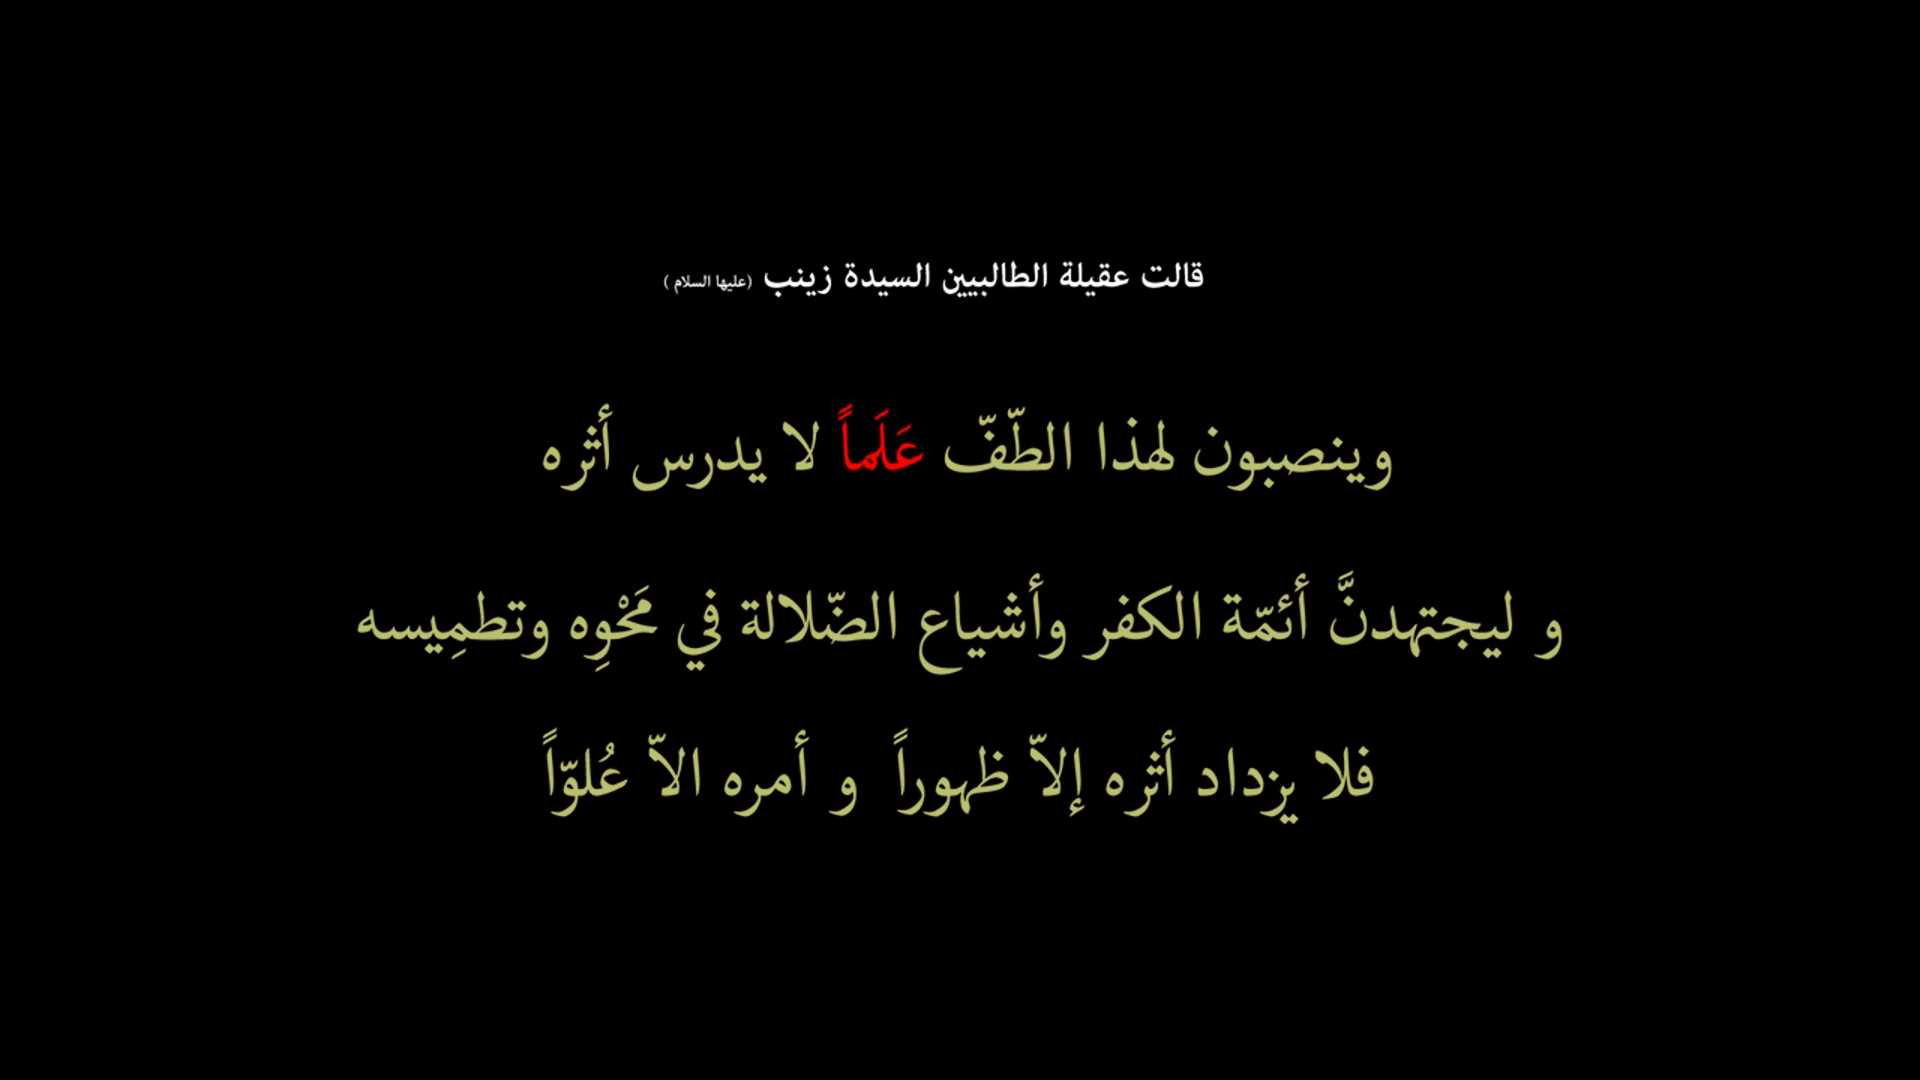 قالت عقيلة الطالبيين السيدة زينب (عليها السلام )
وينصبون لهذا الطّفّ عَلَماً لا يدرس أثره
و ليجتهدنَّ أئمّة الكفر وأشياع الضّلالة في مَحْوِه وتطمِيسه
فلا يزداد أثره إلاّ ظهوراً و أمره الاّ عُلوّاً